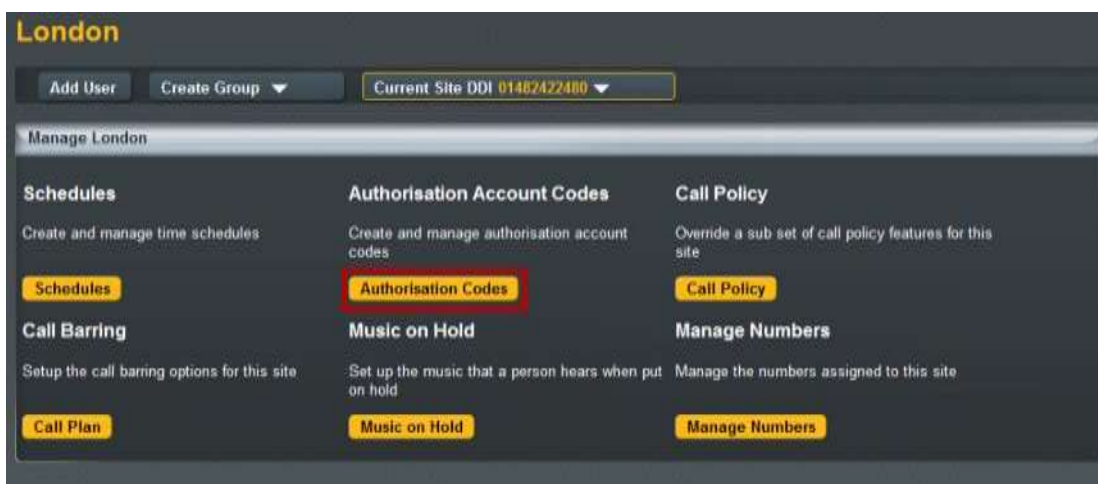 London
Add User Create Group Current Site DDI 01482422480
Manage London
Schedules Authorisation Account Codes Call Policy
Create and manage time schedules Create and manage authorisation account Override a sub set of call policy features for this
codes site
Schedules Authorisation Codes Call Policy
Call Barring Music on Hold Manage Numbers
Setup the call barring options for this site Set up the music that a person hears when put Manage the numbers assigned to this site
on hold
Call Plan Music on Hold Manage Numbers